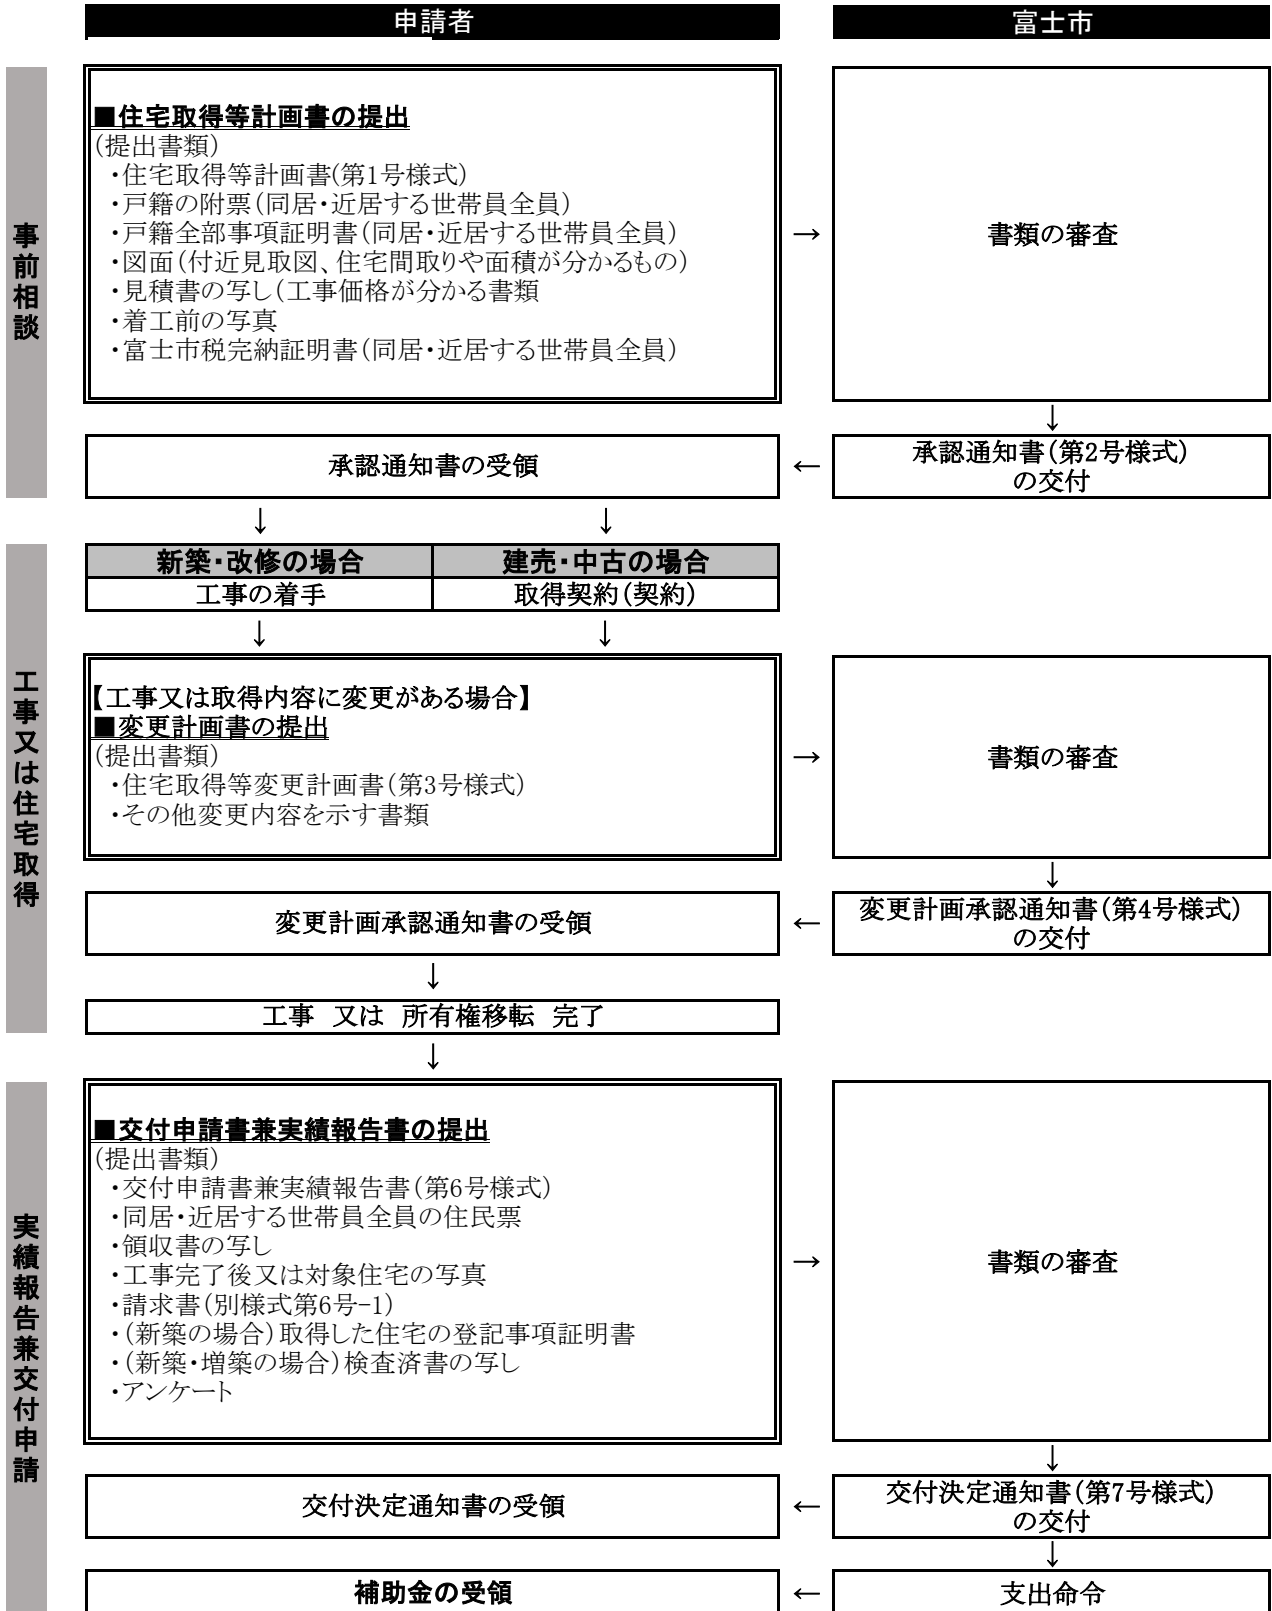 申請者
富士市
事前相談
■住宅取得等計画書の提出
(提出書類)
・住宅取得等計画書(第1号様式)
・戸籍の附票(同居・近居する世帯員全員)
・戸籍全部事項証明書(同居・近居する世帯員全員)
・図面(付近見取図、住宅間取りや面積が分かるもの)
・見積書の写し(工事価格が分かる書類
・着工前の写真
・富士市税完納証明書(同居・近居する世帯員全員)
→
書類の審査
↓
承認通知書の受領
←
承認通知書(第2号様式)
の交付
↓ ↓
工事又は住宅取得
新築・改修の場合
建売・中古の場合
工事の着手
取得契約(契約)
↓ ↓
【工事又は取得内容に変更がある場合】
■変更計画書の提出
(提出書類)
・住宅取得等変更計画書(第3号様式)
・その他変更内容を示す書類
→
書類の審査
↓
変更計画承認通知書の受領
←
変更計画承認通知書(第4号様式)
の交付
↓
工事 又は 所有権移転 完了
↓
実績報告兼交付申請
■交付申請書兼実績報告書の提出
(提出書類)
・交付申請書兼実績報告書(第6号様式)
・同居・近居する世帯員全員の住民票
・領収書の写し
・工事完了後又は対象住宅の写真
・請求書(別様式第6号-1)
・(新築の場合)取得した住宅の登記事項証明書
・(新築・増築の場合)検査済書の写し
・アンケート
→
書類の審査
↓
交付決定通知書の受領
←
交付決定通知書(第7号様式)
の交付
↓
補助金の受領
←
支出命令